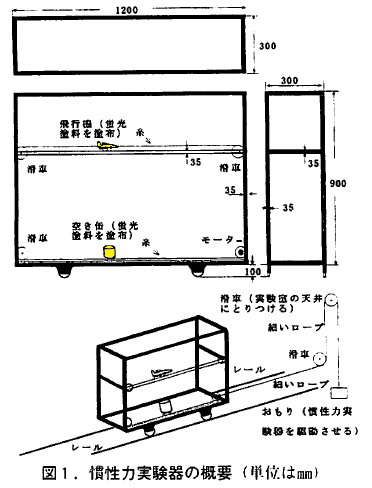 1200
300
飛行機（蛍光
塗料を塗布）
糸
滑車
35
滑車
300
35
35
35
900
滑車
空き缶（蛍光
塗料を塗布）
糸
モーター
100
滑車（実験室の天井
にとりつける）
細いロープ
滑車
レール
細いロープ
おもり（慣性力実
験器を駆動させる）
レール
図１．慣性力実験器の概要（単位は㎜）